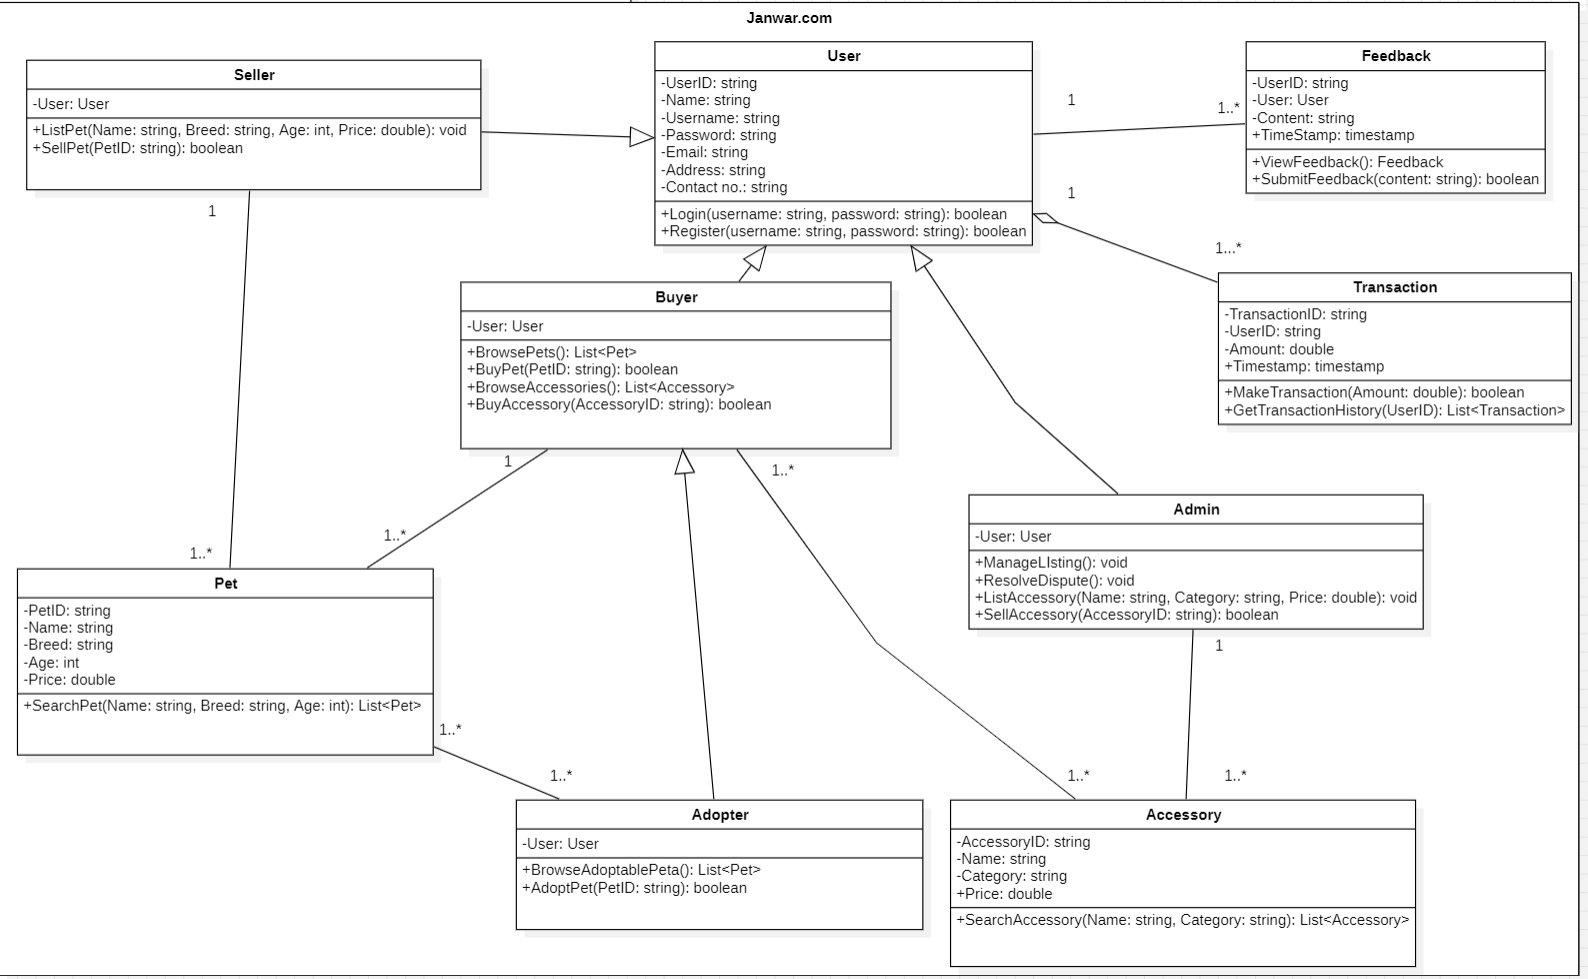 Janwar.com
Seller
-User: User
+ListPet(Name: string, Breed: string, Age: int, Price: double): void
+SellPet(PetID: string): boolean
1
User
-UserID: string
-Name: string
-Username: string
-Password: string
-Email: string
-Address: string
-Contact no.: string
+Login(username: string, password: string): boolean
+Register(username: string, password: string): boolean
1
1..*
Feedback
-UserID: string
-User: User
-Content: string
+TimeStamp: timestamp
+ViewFeedback(): Feedback
+SubmitFeedback(content: string): boolean
1
1...*
Transaction
-TransactionID: string
-UserID: string
-Amount: double
+Timestamp: timestamp
+MakeTransaction(Amount: double): boolean
+GetTransactionHistory(UserID): List<Transaction>
Buyer
-User: User
+BrowsePets(): List<Pet>
+BuyPet(PetID: string): boolean
+BrowseAccessories(): List<Accessory>
+BuyAccessory(AccessoryID: string): boolean
1
1..*
1..*
1..*
Admin
-User: User
+ManageLIsting(): void
+ResolveDispute(): void
+ListAccessory(Name: string, Category: string, Price: double): void
+SellAccessory(AccessoryID: string): boolean
1
Pet
-PetID: string
-Name: string
-Breed: string
-Age: int
-Price: double
+SearchPet(Name: string, Breed: string, Age: int): List<Pet>
1..*
1..*
1..*
1..*
Adopter
-User: User
+BrowseAdoptablePeta(): List<Pet>
+AdoptPet(PetID: string): boolean
Accessory
-AccessoryID: string
-Name: string
-Category: string
+Price: double
+SearchAccessory(Name: string, Category: string): List<Accessory>